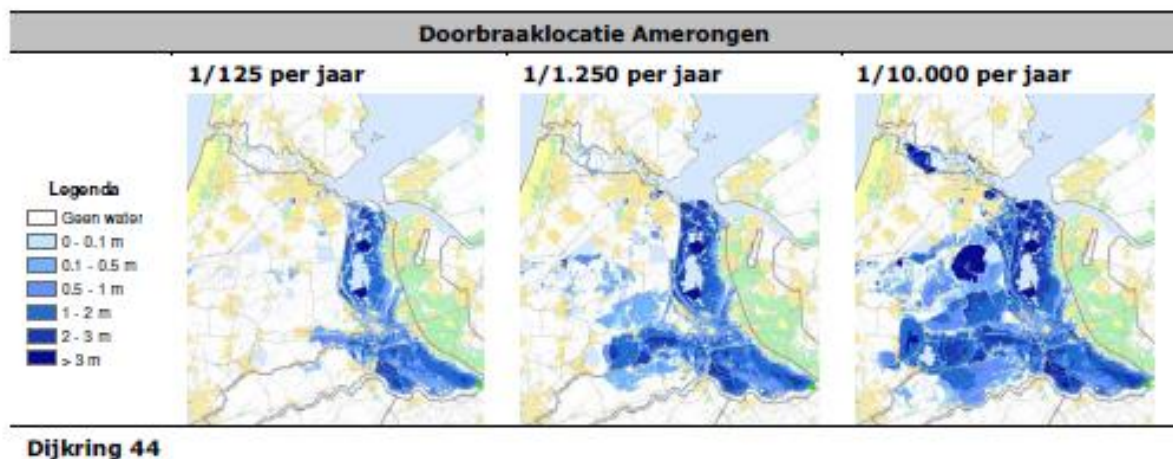 Doorbraaklocatie Amerongen
1/125 per jaar
1/1.250 per jaar
1/10.000 per jaar
Legenda
Geen water
0 - 0.1 m
0.1 - 0.5 m
0.5 - 1 m
1 - 2 m
2 - 3 m
> 3 m
Dijkring 44